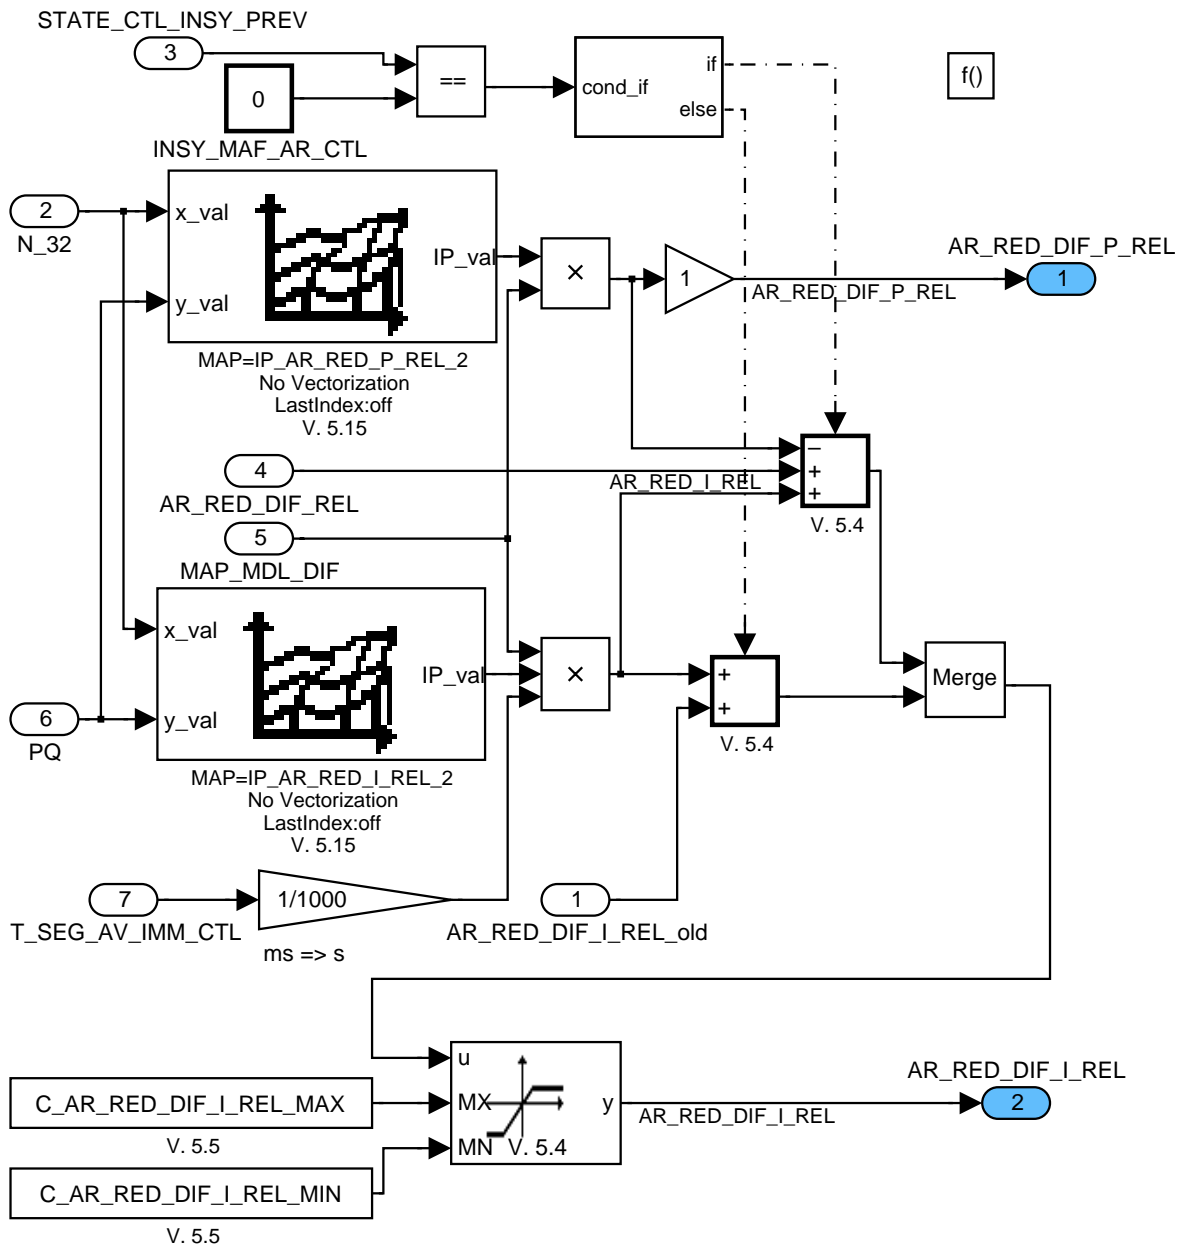 STATE_CTL_INSY_PREV
3
==
cond_if
if
else
f()
0
INSY_MAF_AR_CTL
2
N_32
x_val
y_val
IP_val
×
1
AR_RED_DIF_P_REL
AR_RED_DIF_P_REL
1
MAP=IP_AR_RED_P_REL_2
No Vectorization
LastIndex:off
V. 5.15
4
AR_RED_DIF_REL
AR_RED_I_REL
–
+
+
V. 5.4
5
MAP_MDL_DIF
x_val
y_val
IP_val
×
+
+
V. 5.4
Merge
6
PQ
MAP=IP_AR_RED_I_REL_2
No Vectorization
LastIndex:off
V. 5.15
7
T_SEG_AV_IMM_CTL
1/1000
ms => s
1
AR_RED_DIF_I_REL_old
u
MX
MN
y
V. 5.4
C_AR_RED_DIF_I_REL_MAX
V. 5.5
C_AR_RED_DIF_I_REL_MIN
V. 5.5
AR_RED_DIF_I_REL
AR_RED_DIF_I_REL
2